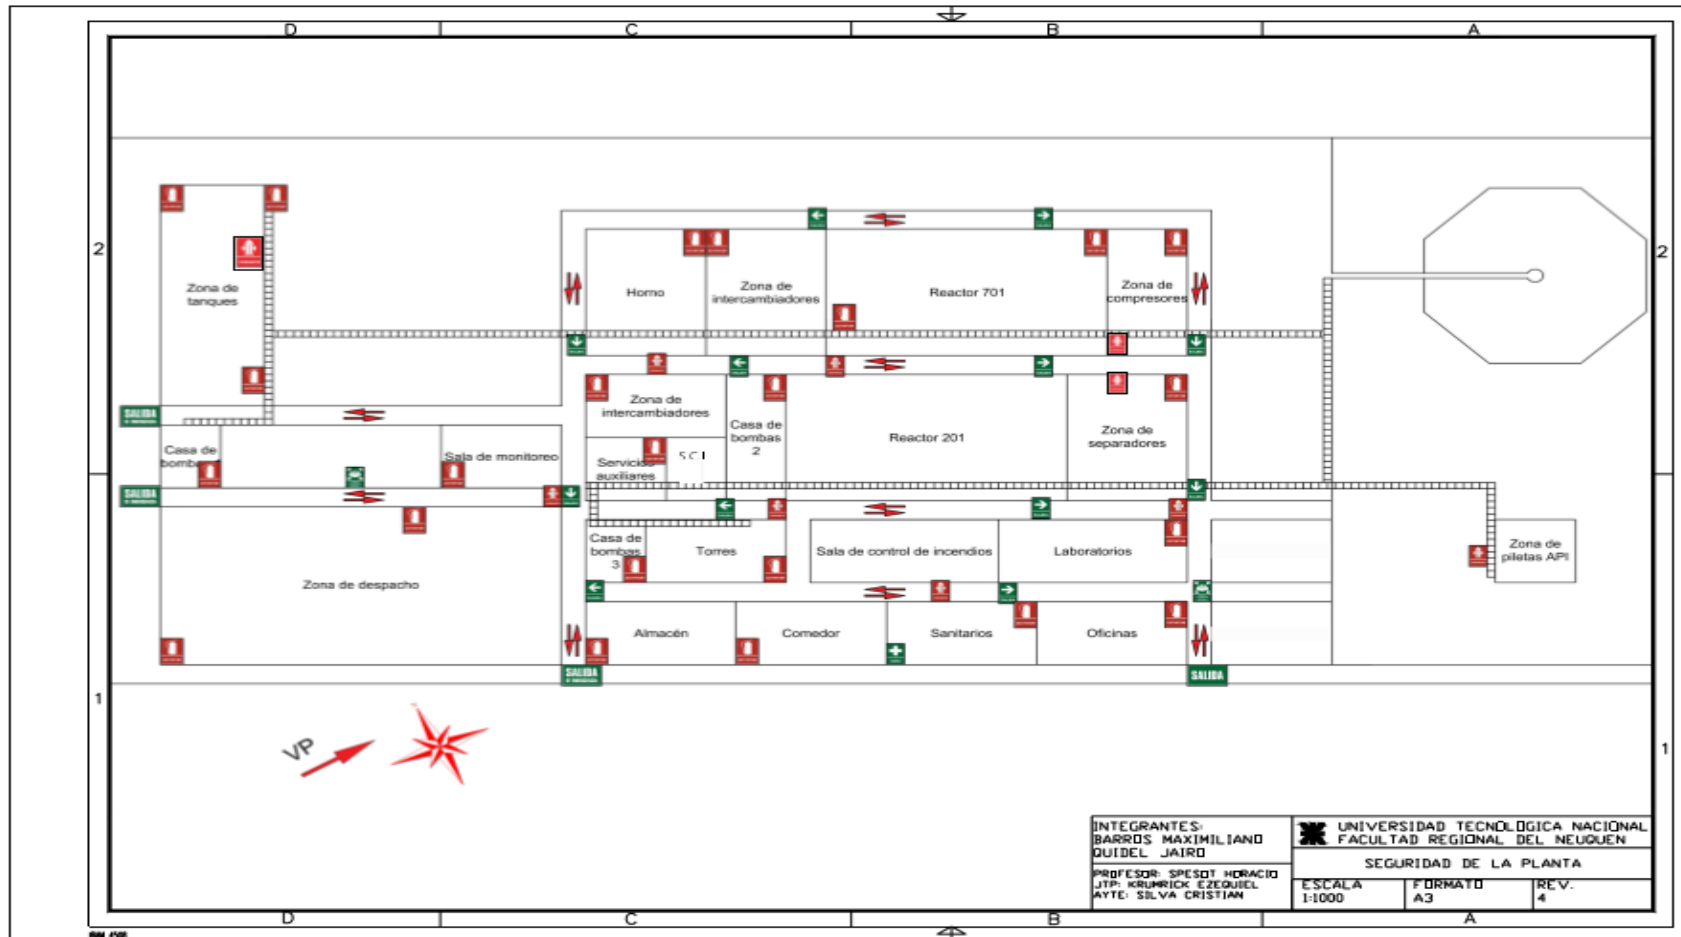 D
C
B
A
2
2
Zona de
tanques
Horno
Zona de
intercambiadores
Reactor 701
Zona de
compresores
SALIDA
Zona de
intercambiadores
Casa de
bombas
2
Reactor 201
Zona de
separadores
Casa de
Sala de monitoreo
Servicios
auxiliares
S C I
SALIDA
Casa de
bombas
3
Torres
Sala de control de incendios
Laboratorios
Zona de
piletas API
Zona de despacho
Almacén
Comedor
Sanitarios
Oficinas
SALIDA
SALIDA
1
1
VP
INTEGRANTES:
BARROS MAXIMILIANO
QUIDEL JAIRO
PROFESOR: SPESOT HORACIO
JTP: KRUMRICK EZEQUIEL
AYTE: SILVA CRISTIAN
UNIVERSIDAD TECNOLOGICA NACIONAL
FACULTAD REGIONAL DEL NEUQUEN
SEGURIDAD DE LA PLANTA
ESCALA
1:1000
FORMATO
A3
REV.
4
D
C
B
A